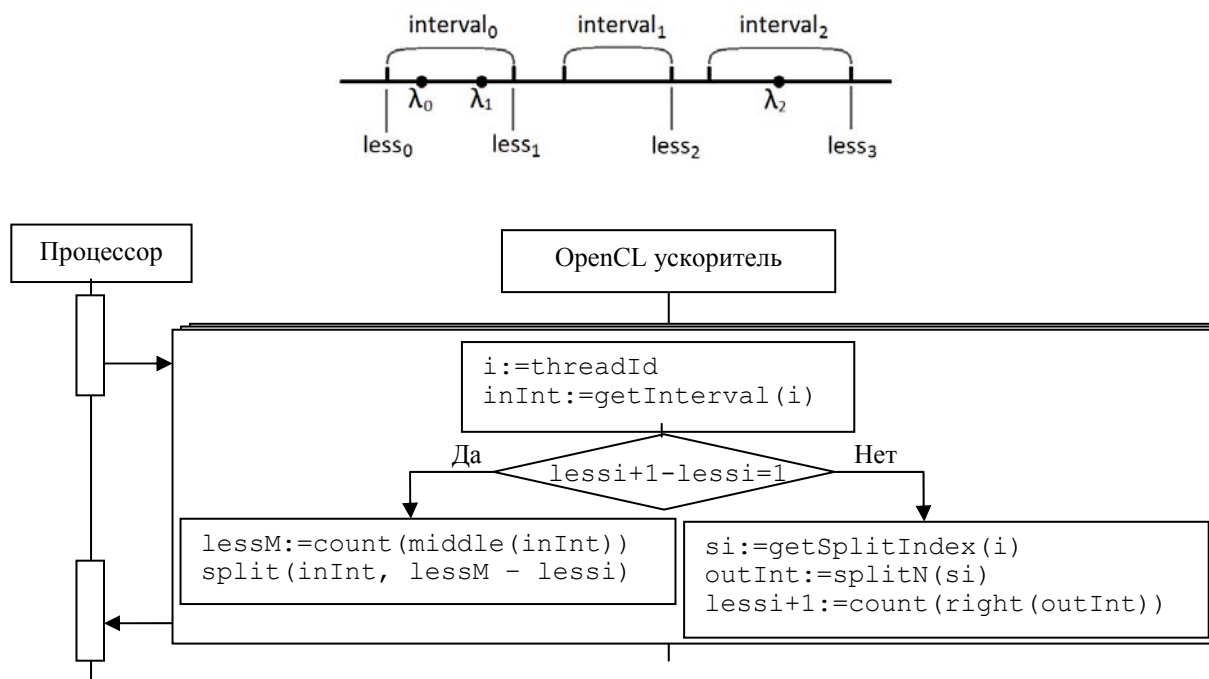 interval₀ interval₁ interval₂
λ₀ λ₁ λ₂
less₀ less₁ less₂ less₃
Процессор
OpenCL ускоритель
i:=threadId
inInt:=getInterval(i)
Да
Нет
lessi+1-lessi=1
lessM:=count(middle(inInt))
split(inInt, lessM – lessi)
si:=getSplitIndex(i)
outInt:=splitN(si)
lessi+1:=count(right(outInt))